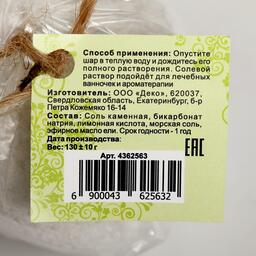 Способ применения: Опустите
шар в теплую воду и дождитесь его
полного растворения. Солевой
раствор подойдёт для лечебных
ванночек и ароматерапии
Изготовитель: ООО «Деко», 620037,
Свердловская область, Екатеринбург, б-р
Петра Кожемяко 16-14
Состав: Соль каменная, бикарбонат
натрия, лимонная кислота, морская соль,
эфирное масло ели. Срок годности - 1 год
Дата производства:
Вес: 130 ± 10 г
Арт. 4362563
EAC
6 900043 625632